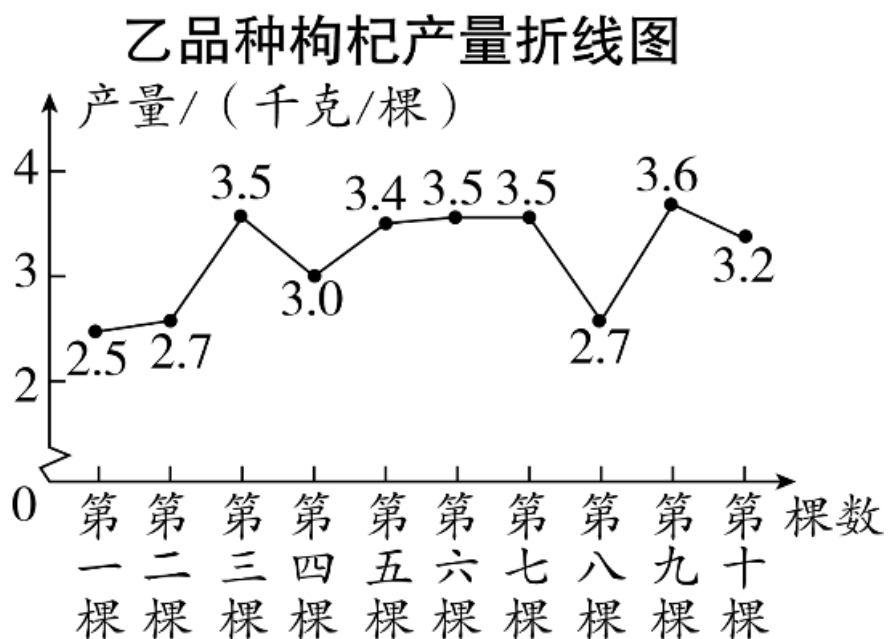 乙品种枸杞产量折线图
产量/（千克/棵）
4
3
2
0
2.5
2.7
3.5
3.0
3.4
3.5
3.5
2.7
3.6
3.2
第一棵
第二棵
第三棵
第四棵
第五棵
第六棵
第七棵
第八棵
第九棵
第十棵
棵数